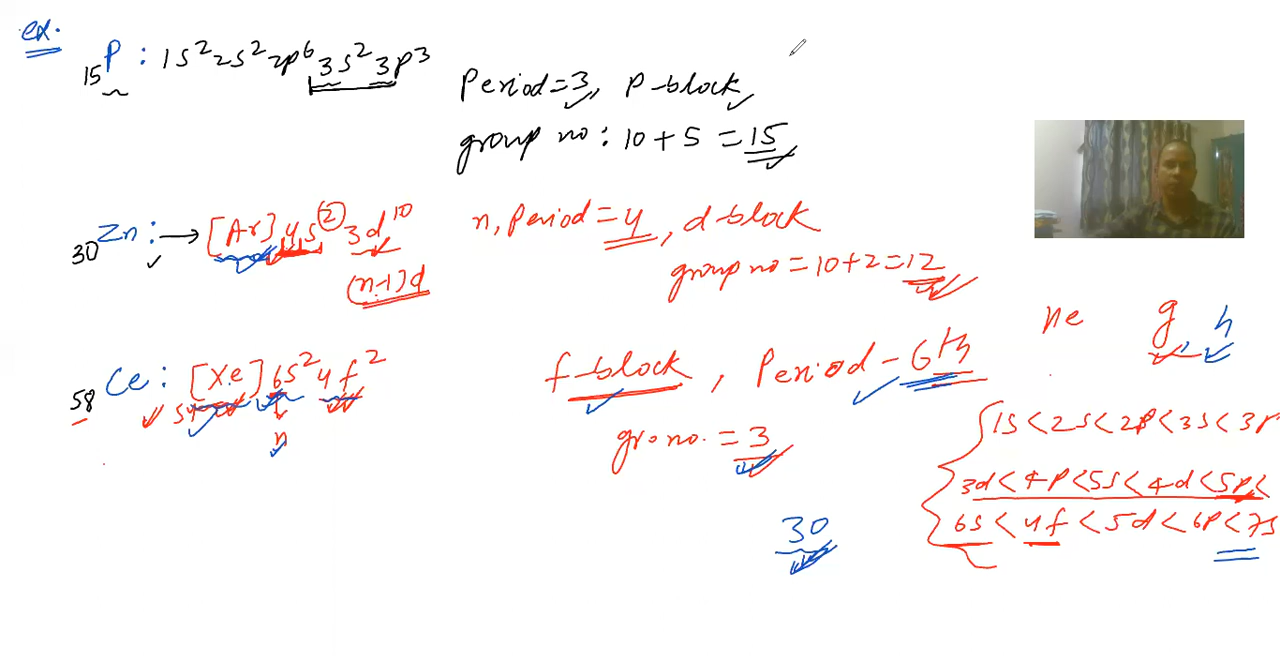 ex.
15P : 1s² 2s² 2p⁶ 3s² 3p³
Period = 3, p-block
group no : 10 + 5 = 15
30Zn : → [Ar] 4s² 3d¹⁰
(n-1)d
n, Period = 4, d-block
group no = 10+2 = 12
ne g, h
58Ce : [Xe] 6s² 4f²
54
n
f-block, Period - 6th
gr. no. = 3
1s < 2s < 2p < 3s < 3p
3d < 4p < 5s < 4d < 5p <
6s < 4f < 5d < 6p < 7s
30